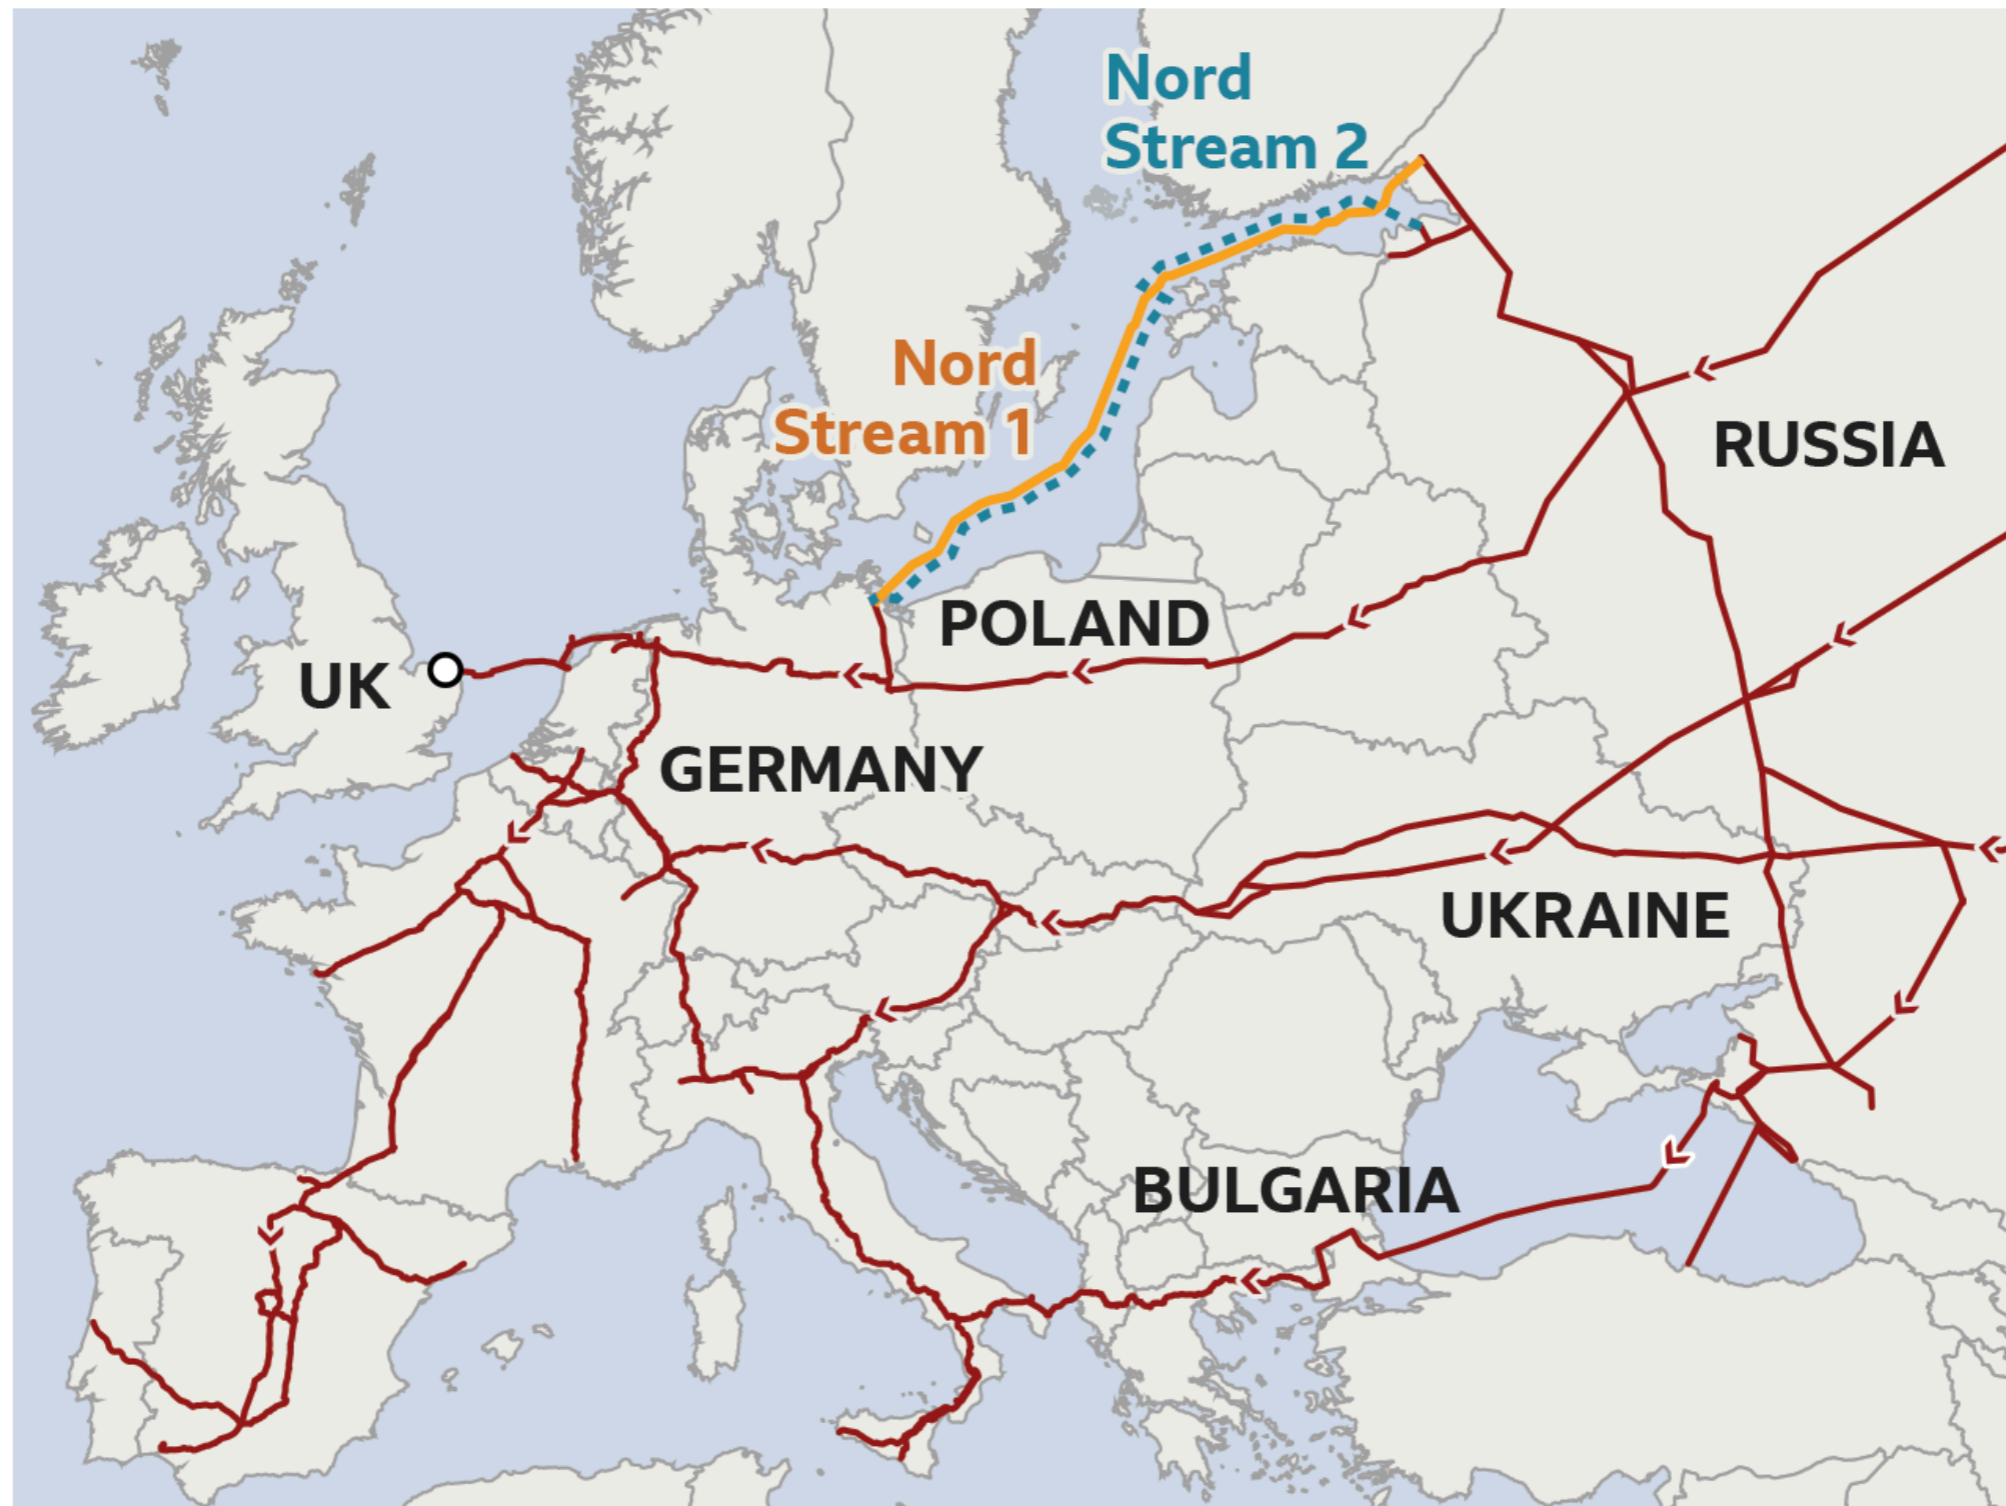 Nord
Stream 2
Nord
Stream 1
RUSSIA
POLAND
UK
GERMANY
UKRAINE
BULGARIA